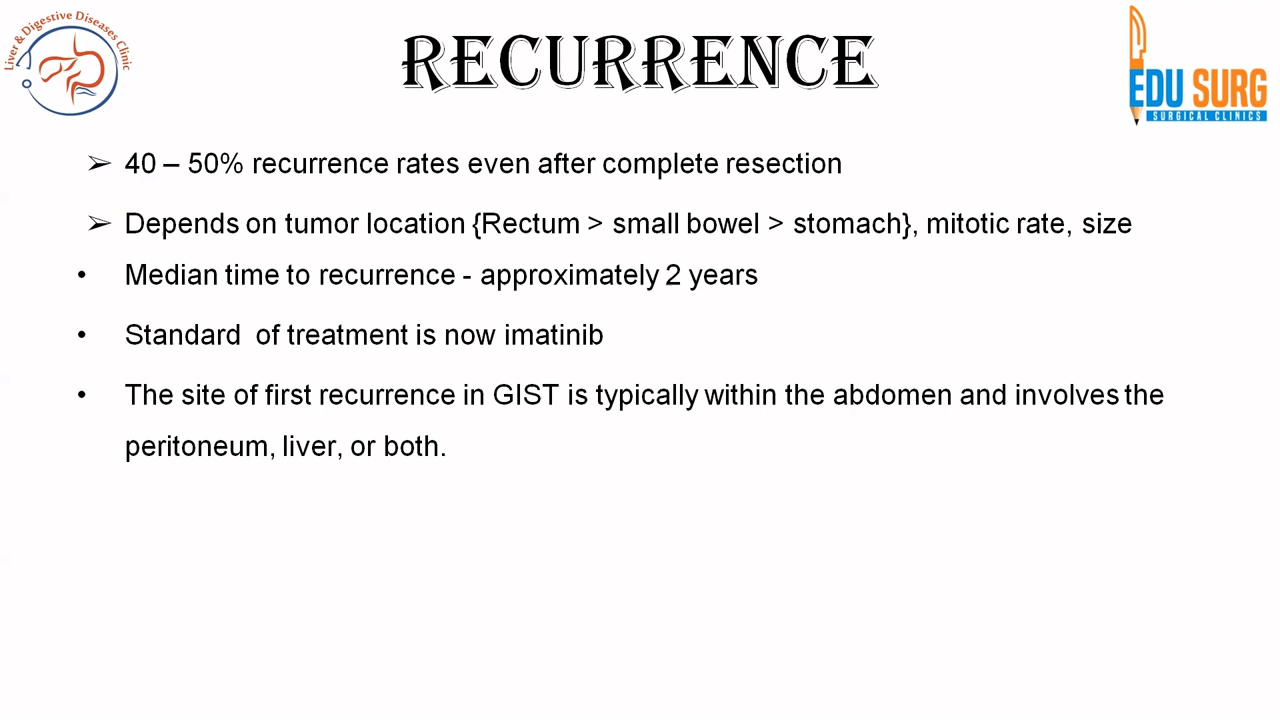 Liver & Digestive Diseases Clinic
RECURRENCE
EDU SURG
SURGICAL CLINICS
➢ 40 – 50% recurrence rates even after complete resection
➢ Depends on tumor location {Rectum > small bowel > stomach}, mitotic rate, size
• Median time to recurrence - approximately 2 years
• Standard  of treatment is now imatinib
• The site of first recurrence in GIST is typically within the abdomen and involves the
peritoneum, liver, or both.